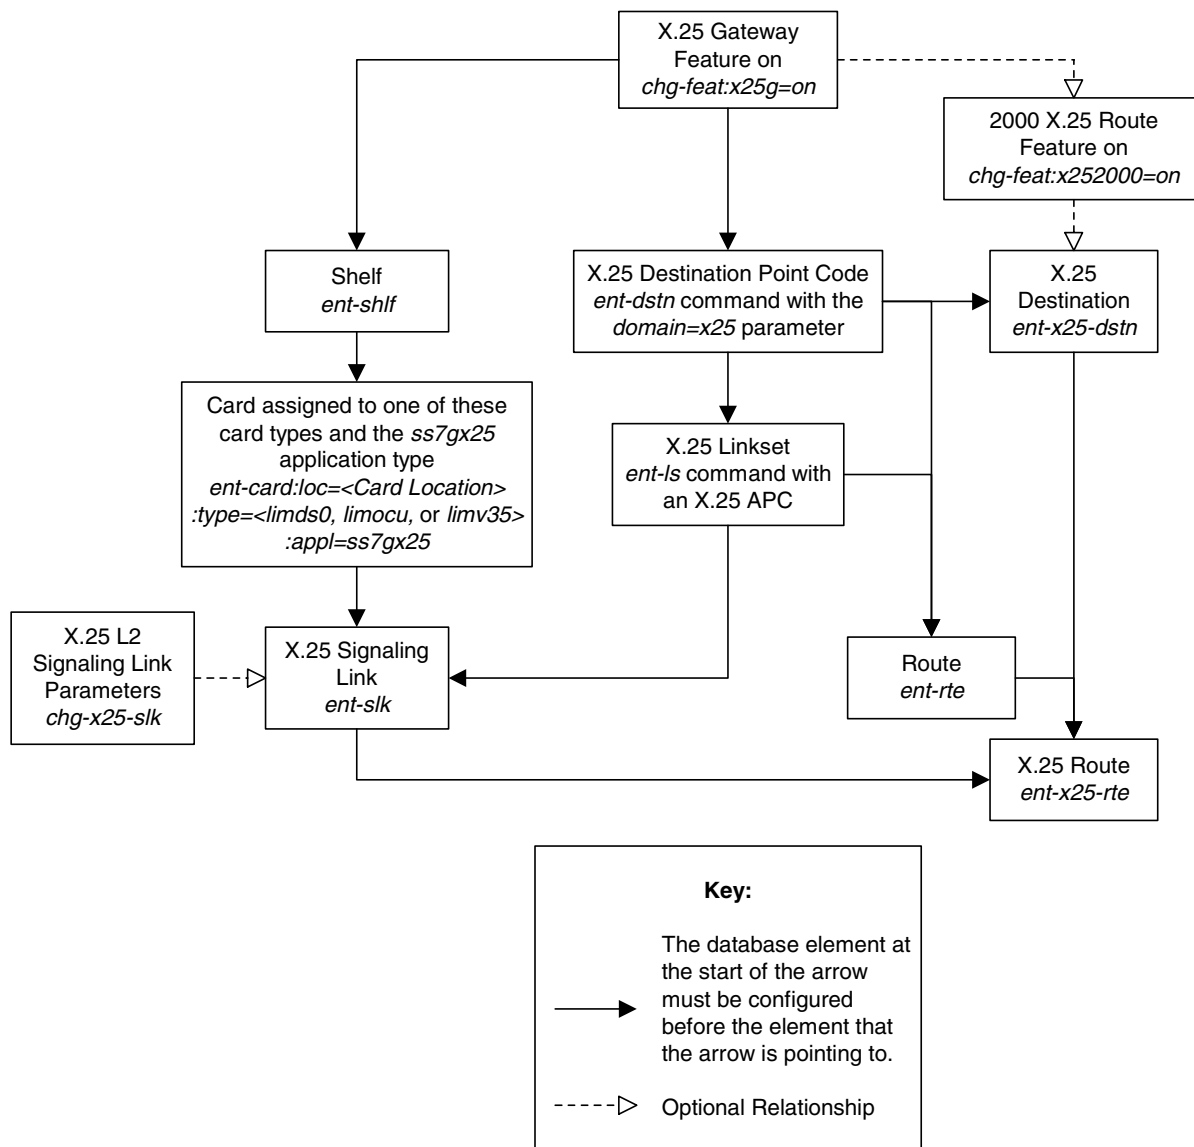 X.25 Gateway
Feature on
chg-feat:x25g=on
2000 X.25 Route
Feature on
chg-feat:x252000=on
Shelf
ent-shlf
X.25 Destination Point Code
ent-dstn command with the
domain=x25 parameter
X.25
Destination
ent-x25-dstn
Card assigned to one of these
card types and the ss7gx25
application type
ent-card:loc=<Card Location>
:type=<limds0, limocu, or limv35>
:appl=ss7gx25
X.25 Linkset
ent-ls command with
an X.25 APC
X.25 L2
Signaling Link
Parameters
chg-x25-slk
X.25 Signaling
Link
ent-slk
Route
ent-rte
X.25 Route
ent-x25-rte
Key:
The database element at
the start of the arrow
must be configured
before the element that
the arrow is pointing to.
Optional Relationship